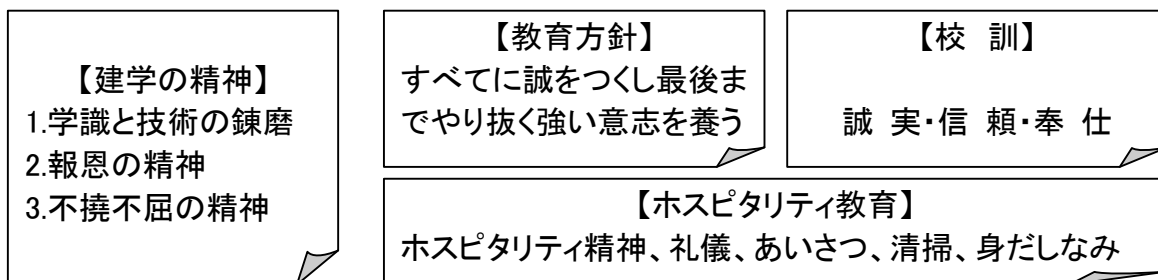 【建学の精神】
1.学識と技術の錬磨
2.報恩の精神
3.不撓不屈の精神
【教育方針】
すべてに誠をつくし最後ま
でやり抜く強い意志を養う
【校 訓】
誠 実・信 頼・奉 仕
【ホスピタリティ教育】
ホスピタリティ精神、礼儀、あいさつ、清掃、身だしなみ